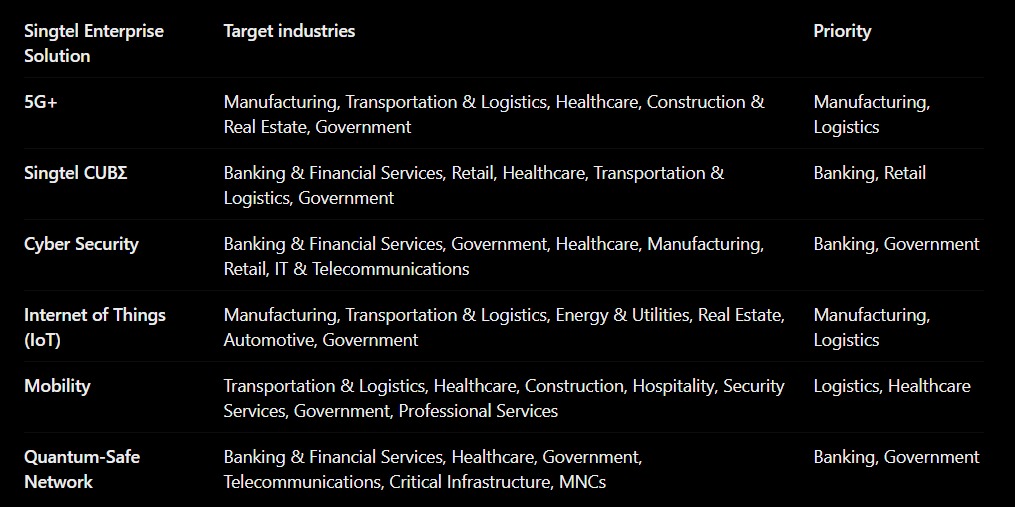 Singtel Enterprise Solution Target industries Priority
5G+ Manufacturing, Transportation & Logistics, Healthcare, Construction & Real Estate, Government Manufacturing, Logistics
Singtel CUBΣ Banking & Financial Services, Retail, Healthcare, Transportation & Logistics, Government Banking, Retail
Cyber Security Banking & Financial Services, Government, Healthcare, Manufacturing, Retail, IT & Telecommunications Banking, Government
Internet of Things (IoT) Manufacturing, Transportation & Logistics, Energy & Utilities, Real Estate, Automotive, Government Manufacturing, Logistics
Mobility Transportation & Logistics, Healthcare, Construction, Hospitality, Security Services, Government, Professional Services Logistics, Healthcare
Quantum-Safe Network Banking & Financial Services, Healthcare, Government, Telecommunications, Critical Infrastructure, MNCs Banking, Government